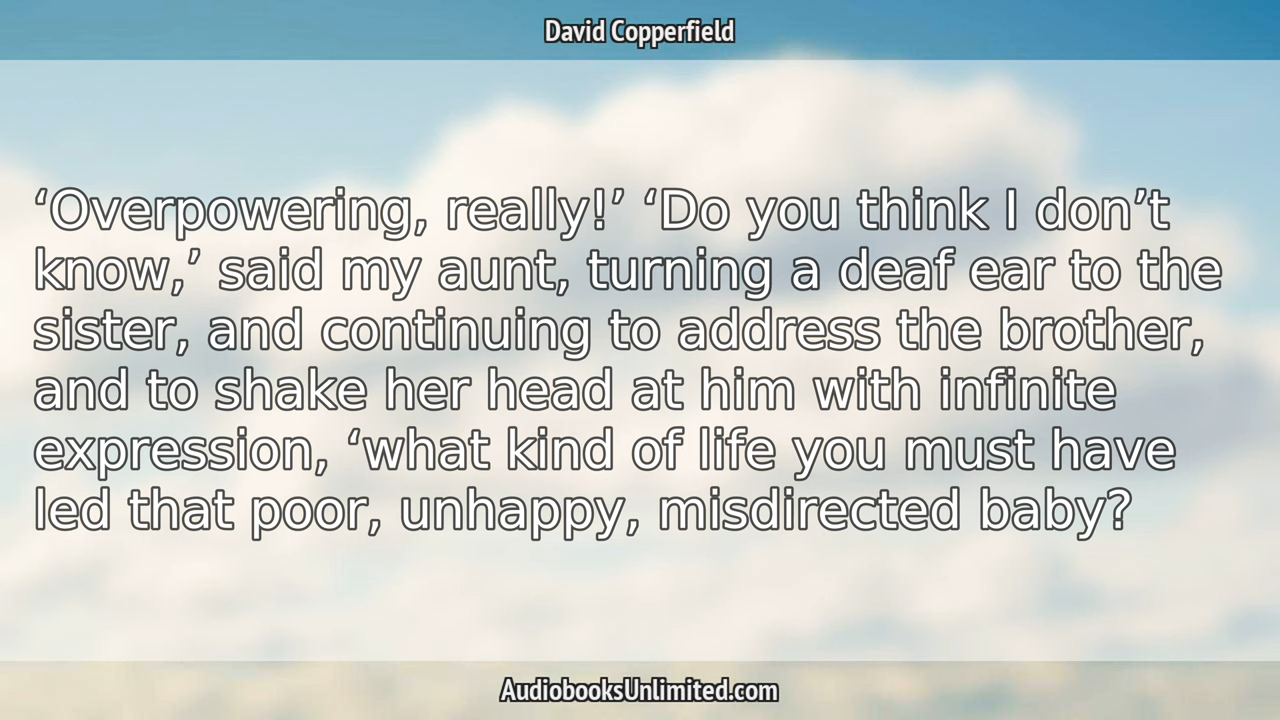 David Copperfield
‘Overpowering, really!’ ‘Do you think I don’t
know,’ said my aunt, turning a deaf ear to the
sister, and continuing to address the brother,
and to shake her head at him with infinite
expression, ‘what kind of life you must have
led that poor, unhappy, misdirected baby?
AudiobooksUnlimited.com